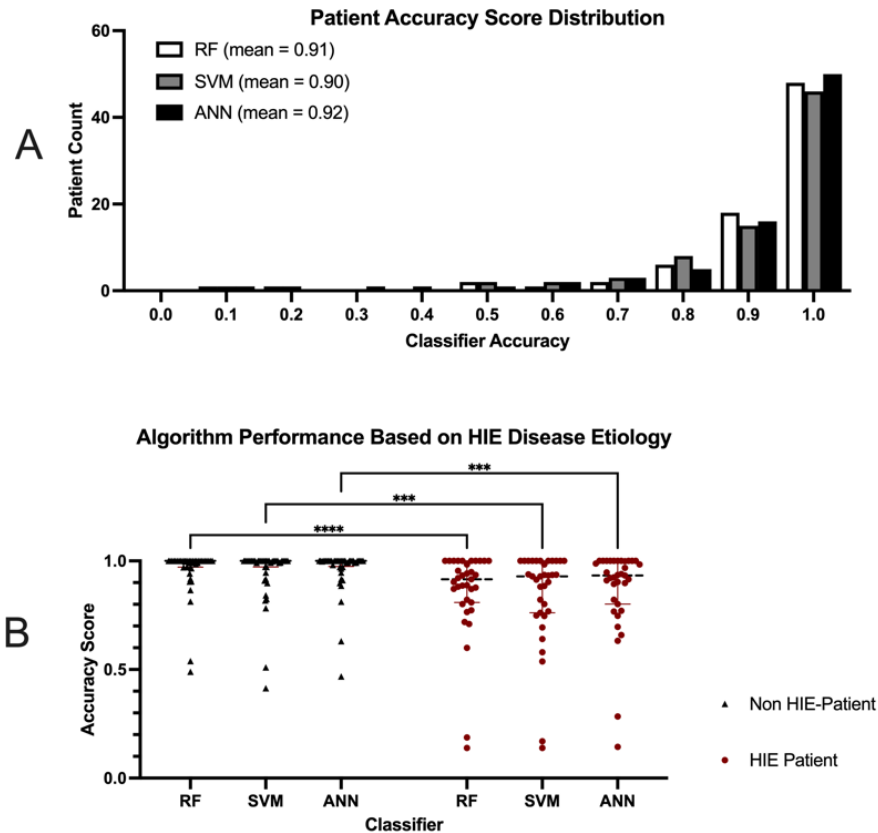 Patient Accuracy Score Distribution
A
Patient Count
60
40
20
0
RF (mean = 0.91)
SVM (mean = 0.90)
ANN (mean = 0.92)
0.0 0.1 0.2 0.3 0.4 0.5 0.6 0.7 0.8 0.9 1.0
Classifier Accuracy
Algorithm Performance Based on HIE Disease Etiology
***
***
****
B
Accuracy Score
1.0
0.5
0.0
RF SVM ANN RF SVM ANN
Classifier
Non HIE-Patient
HIE Patient